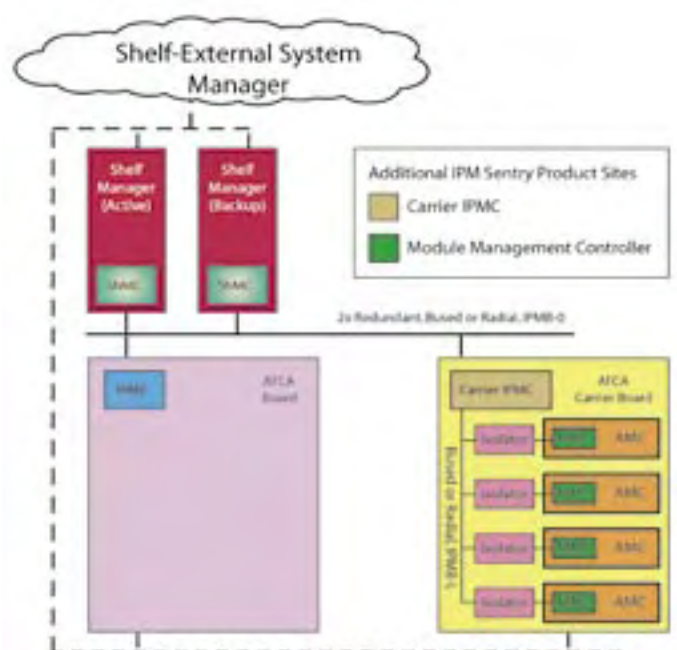 Shelf-External System
Manager
Shelf
Manager
(Active)
Shelf
Manager
(Backup)
ShMC
ShMC
Additional IPM Sentry Product Sites
Carrier IPMC
Module Management Controller
2x Redundant, Bused or Radial, IPMB-0
IPMC
ATCA
Board
Carrier IPMC
ATCA
Carrier Board
Bused or Radial, IPMB-L
Isolator
MMC
AMC
Isolator
MMC
AMC
Isolator
MMC
AMC
Isolator
MMC
AMC